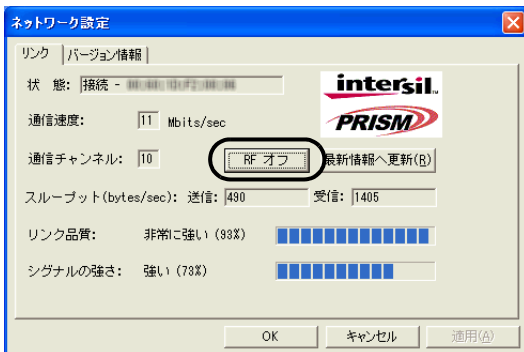 ネットワーク設定
リンク バージョン情報
状 態: 接続 -
intersil.
通信速度: 11 Mbits/sec
PRISM
通信チャンネル: 10 RF オフ 最新情報へ更新(R)
スループット(bytes/sec): 送信: 490 受信: 1405
リンク品質: 非常に強い (93%)
シグナルの強さ: 強い (73%)
OK キャンセル 適用(A)